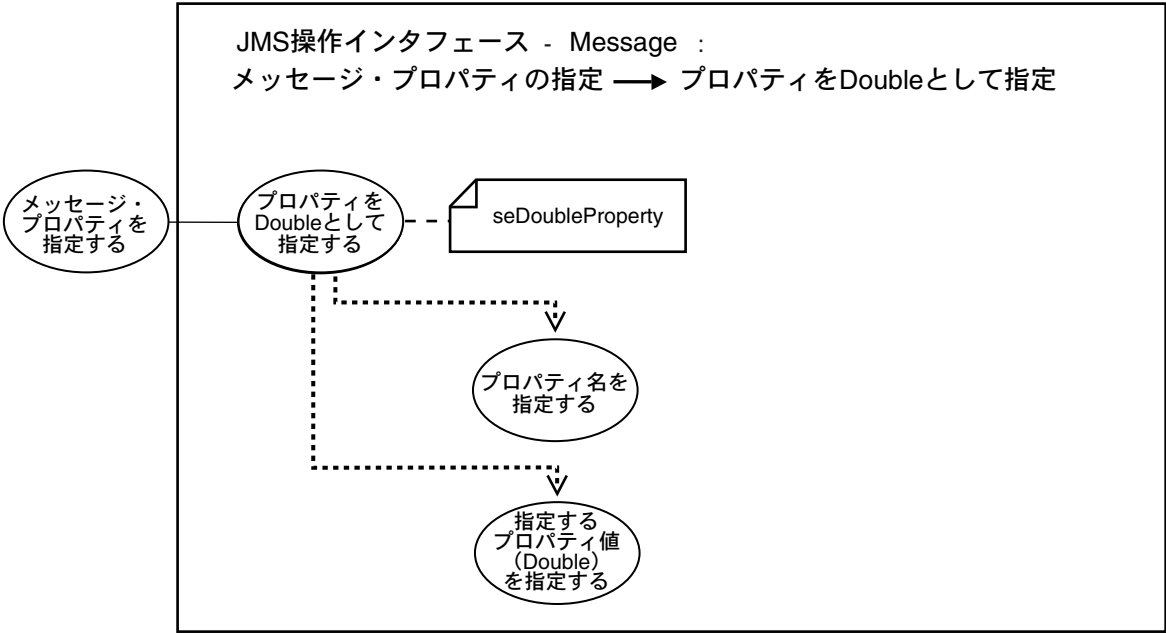 JMS操作インタフェース - Message :
メッセージ・プロパティの指定 → プロパティをDoubleとして指定
メッセージ・
プロパティを
指定する
プロパティを
Doubleとして
指定する
seDoubleProperty
プロパティ名を
指定する
指定する
プロパティ値
（Double）
を指定する